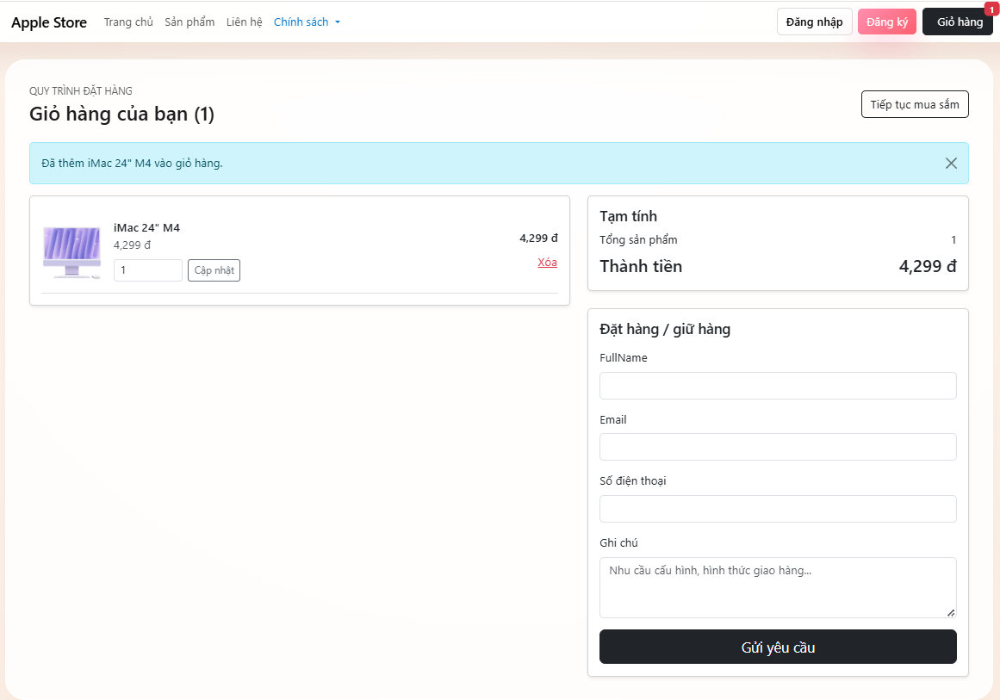 Apple Store Trang chủ Sản phẩm Liên hệ Chính sách Đăng nhập Đăng ký Giỏ hàng 1
QUY TRÌNH ĐẶT HÀNG
Giỏ hàng của bạn (1)
Tiếp tục mua sắm
Đã thêm iMac 24" M4 vào giỏ hàng.
iMac 24" M4
4,299 đ
1 Cập nhật
4,299 đ
Xóa
Tạm tính
Tổng sản phẩm 1
Thành tiền 4,299 đ
Đặt hàng / giữ hàng
FullName
Email
Số điện thoại
Ghi chú
Nhu cầu cấu hình, hình thức giao hàng...
Gửi yêu cầu